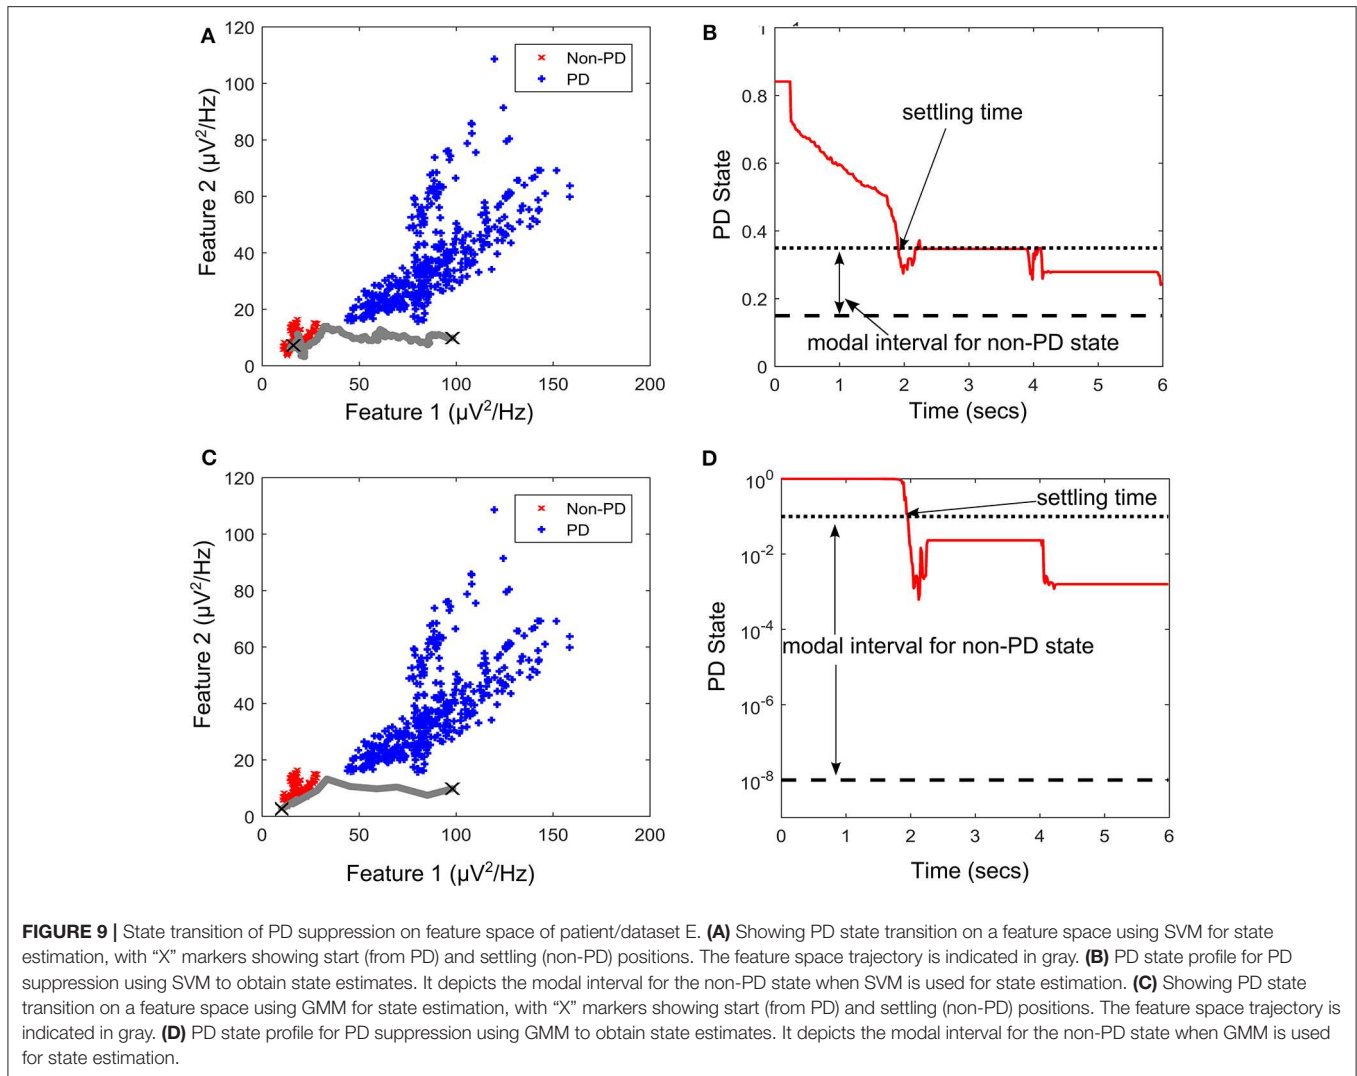 A
120
100
80
60
40
20
0
Feature 2 (µV²/Hz)
Non-PD
PD
0 50 100 150 200
Feature 1 (µV²/Hz)
B
1
0.8
0.6
0.4
0.2
0
PD State
settling time
modal interval for non-PD state
0 1 2 3 4 5 6
Time (secs)
C
120
100
80
60
40
20
0
Feature 2 (µV²/Hz)
Non-PD
PD
0 50 100 150 200
Feature 1 (µV²/Hz)
D
10⁰
10⁻²
10⁻⁴
10⁻⁶
10⁻⁸
PD State
settling time
modal interval for non-PD state
0 1 2 3 4 5 6
Time (secs)
FIGURE 9 | State transition of PD suppression on feature space of patient/dataset E. (A) Showing PD state transition on a feature space using SVM for state
estimation, with “X” markers showing start (from PD) and settling (non-PD) positions. The feature space trajectory is indicated in gray. (B) PD state profile for PD
suppression using SVM to obtain state estimates. It depicts the modal interval for the non-PD state when SVM is used for state estimation. (C) Showing PD state
transition on a feature space using GMM for state estimation, with “X” markers showing start (from PD) and settling (non-PD) positions. The feature space trajectory is
indicated in gray. (D) PD state profile for PD suppression using GMM to obtain state estimates. It depicts the modal interval for the non-PD state when GMM is used
for state estimation.